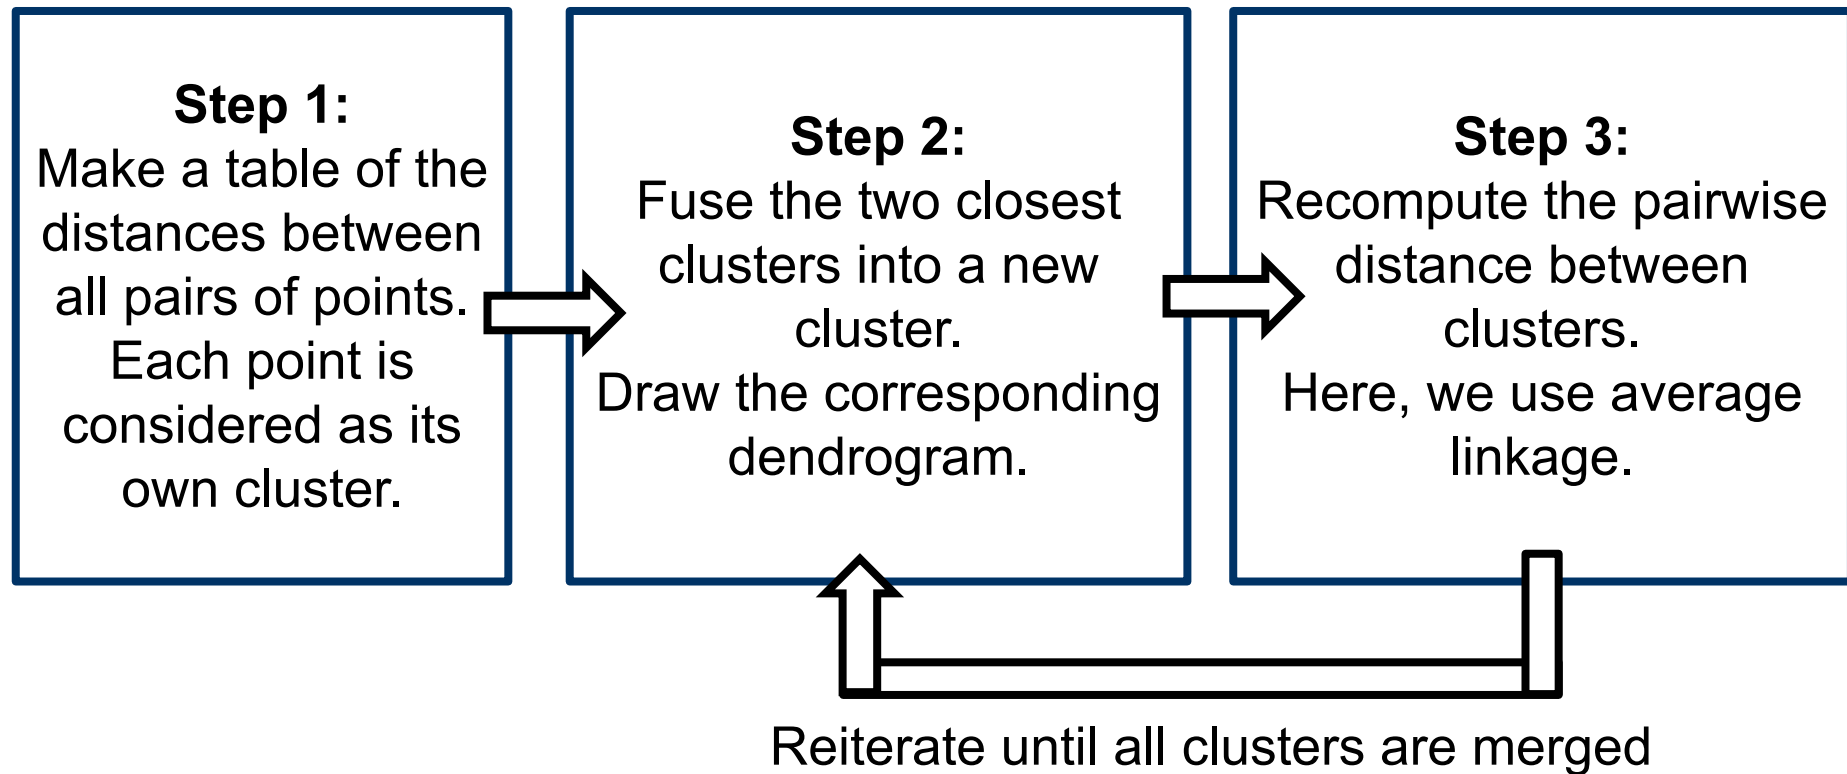 Step 1:
Make a table of the
distances between
all pairs of points.
Each point is
considered as its
own cluster.
Step 2:
Fuse the two closest
clusters into a new
cluster.
Draw the corresponding
dendrogram.
Step 3:
Recompute the pairwise
distance between
clusters.
Here, we use average
linkage.
Reiterate until all clusters are merged